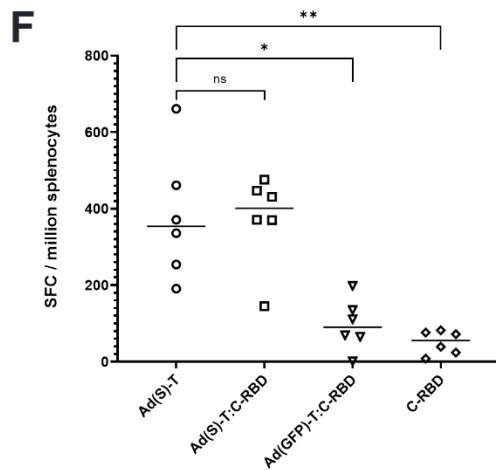 F
**
*
ns
800
600
400
200
0
SFC / million splenocytes
Ad(S)-T
Ad(S)-T:C-RBD
Ad(GFP)-T:C-RBD
C-RBD